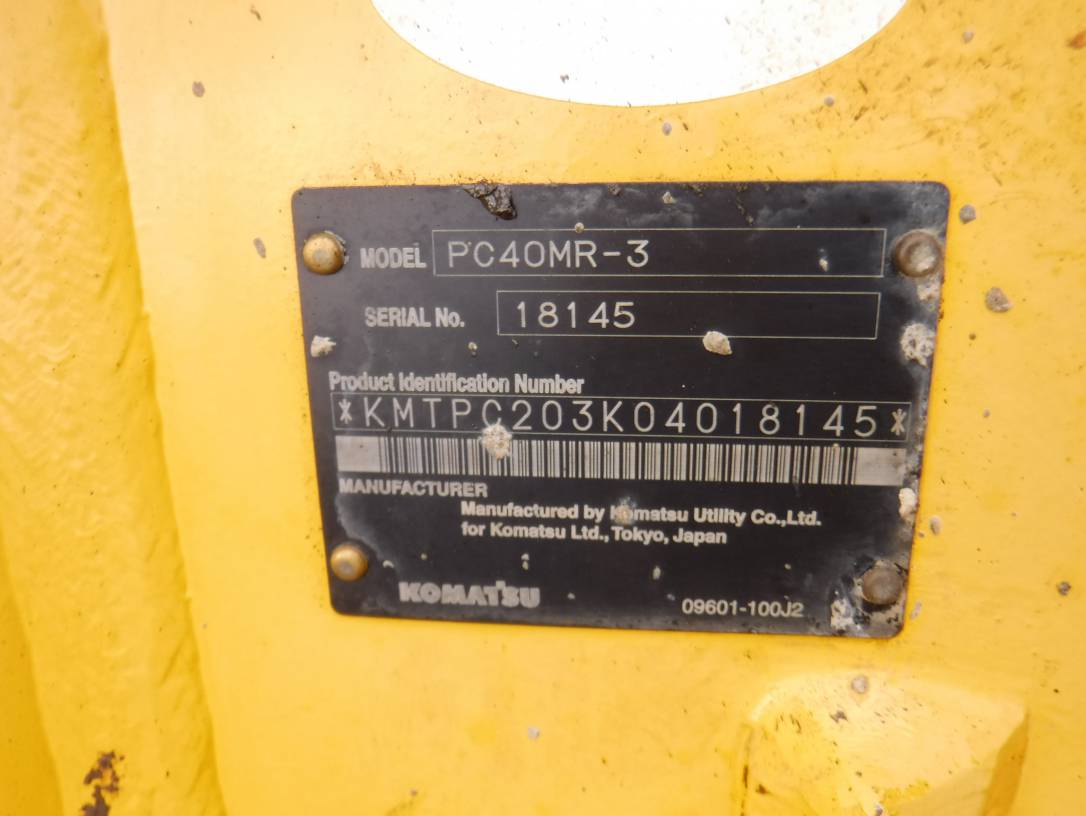 MODEL PC40MR-3
SERIAL No. 18145
Product Identification Number
*KMTPC203K04018145*
MANUFACTURER
Manufactured by Komatsu Utility Co.,Ltd.
for Komatsu Ltd., Tokyo, Japan
KOMATSU
09601-100J2